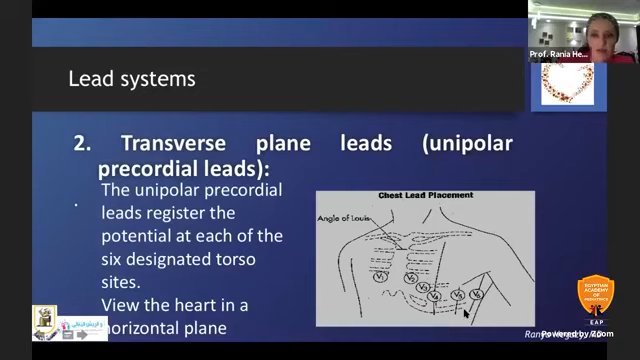 Prof. Rania He...
Lead systems
2. Transverse plane leads (unipolar
precordial leads):
The unipolar precordial
leads register the
potential at each of the
six designated torso
sites.
View the heart in a
horizontal plane
Chest Lead Placement
Angle of Louis
V1 V2 V3 V4 V5 V6
EGYPTIAN
ACADEMY
OF
PEDIATRICS
EAP
Powered by Zoom